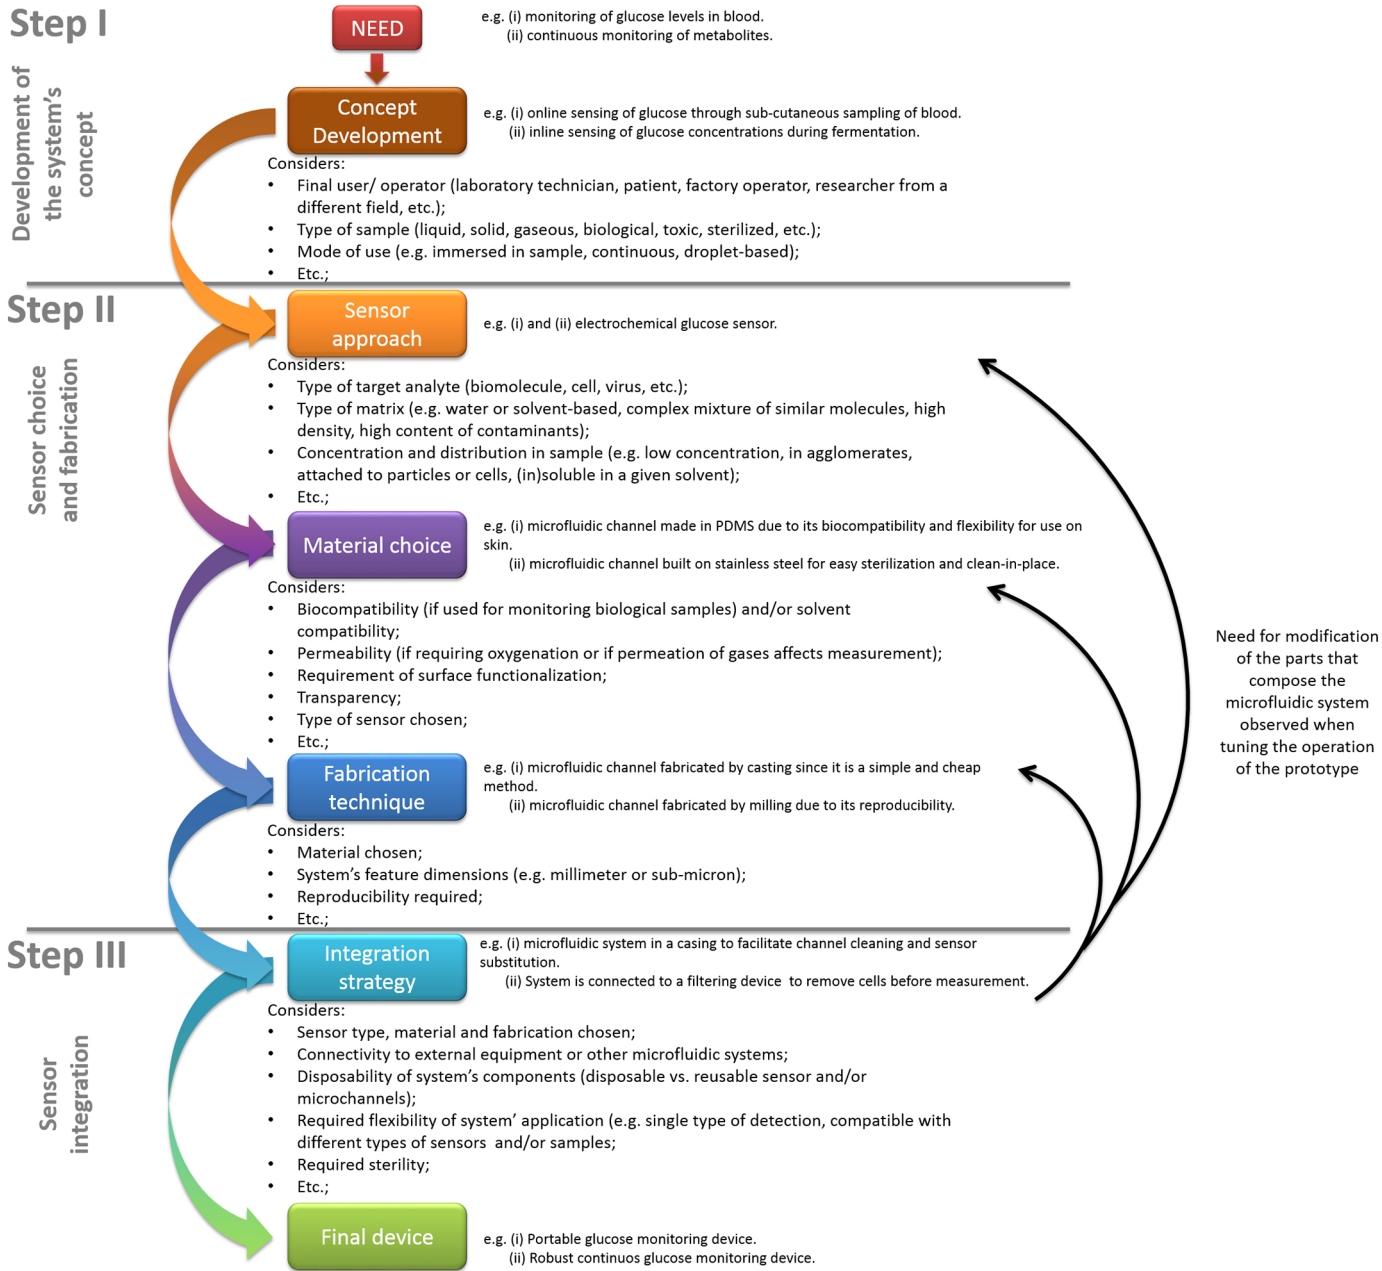 Step I
Development of
the system's
concept
NEED
e.g. (i) monitoring of glucose levels in blood.
(ii) continuous monitoring of metabolites.
Concept
Development
e.g. (i) online sensing of glucose through sub-cutaneous sampling of blood.
(ii) inline sensing of glucose concentrations during fermentation.
Considers:
• Final user/ operator (laboratory technician, patient, factory operator, researcher from a
different field, etc.);
• Type of sample (liquid, solid, gaseous, biological, toxic, sterilized, etc.);
• Mode of use (e.g. immersed in sample, continuous, droplet-based);
• Etc.;
Step II
Sensor choice
and fabrication
Sensor
approach
e.g. (i) and (ii) electrochemical glucose sensor.
Considers:
• Type of target analyte (biomolecule, cell, virus, etc.);
• Type of matrix (e.g. water or solvent-based, complex mixture of similar molecules, high
density, high content of contaminants);
• Concentration and distribution in sample (e.g. low concentration, in agglomerates,
attached to particles or cells, (in)soluble in a given solvent);
• Etc.;
Material choice
e.g. (i) microfluidic channel made in PDMS due to its biocompatibility and flexibility for use on
skin.
(ii) microfluidic channel built on stainless steel for easy sterilization and clean-in-place.
Considers:
• Biocompatibility (if used for monitoring biological samples) and/or solvent
compatibility;
• Permeability (if requiring oxygenation or if permeation of gases affects measurement);
• Requirement of surface functionalization;
• Transparency;
• Type of sensor chosen;
• Etc.;
Fabrication
technique
e.g. (i) microfluidic channel fabricated by casting since it is a simple and cheap
method.
(ii) microfluidic channel fabricated by milling due to its reproducibility.
Considers:
• Material chosen;
• System's feature dimensions (e.g. millimeter or sub-micron);
• Reproducibility required;
• Etc.;
Need for modification
of the parts that
compose the
microfluidic system
observed when
tuning the operation
of the prototype
Step III
Sensor
integration
Integration
strategy
e.g. (i) microfluidic system in a casing to facilitate channel cleaning and sensor
substitution.
(ii) System is connected to a filtering device to remove cells before measurement.
Considers:
• Sensor type, material and fabrication chosen;
• Connectivity to external equipment or other microfluidic systems;
• Disposability of system's components (disposable vs. reusable sensor and/or
microchannels);
• Required flexibility of system' application (e.g. single type of detection, compatible with
different types of sensors and/or samples;
• Required sterility;
• Etc.;
Final device
e.g. (i) Portable glucose monitoring device.
(ii) Robust continuos glucose monitoring device.